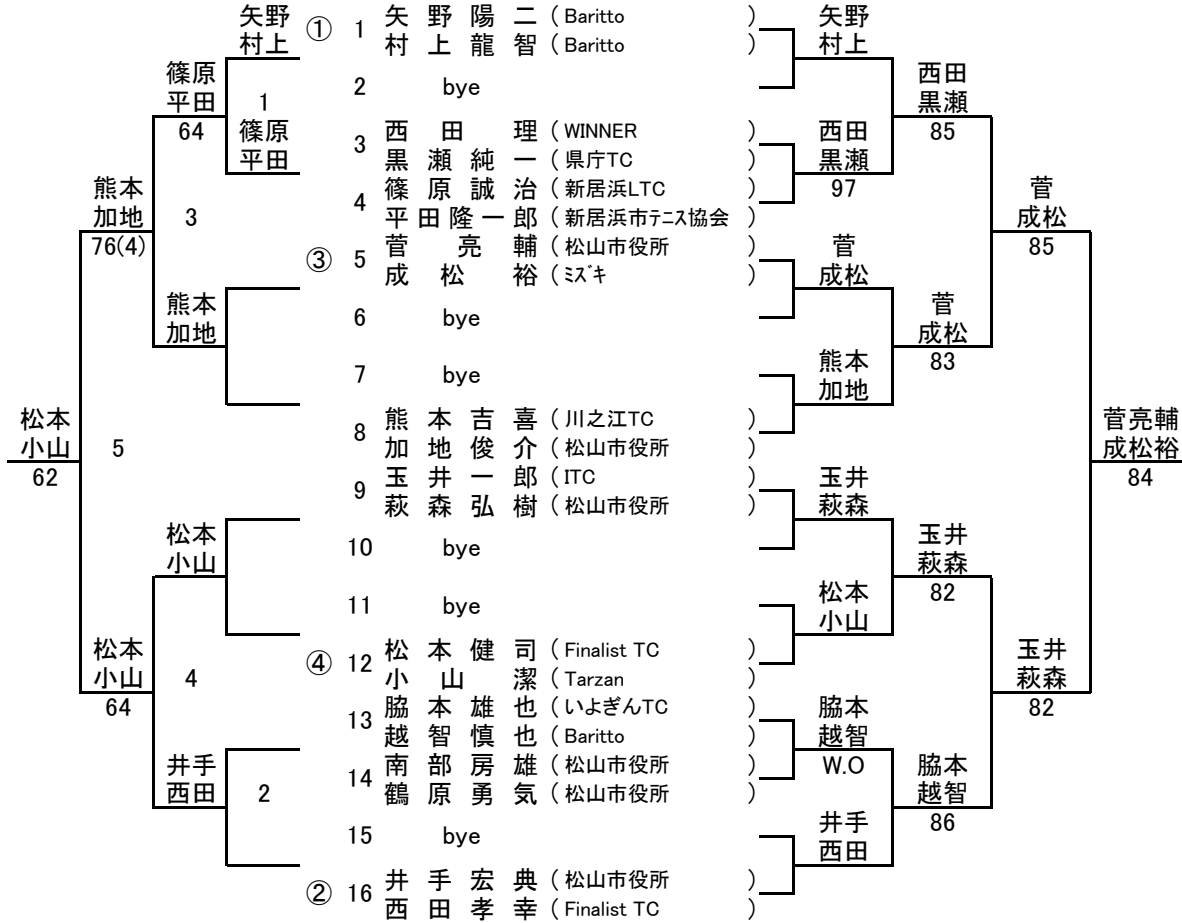 矢野
村上
①
1
矢野陽二 ( Baritto )
村上龍智 ( Baritto )
矢野
村上
篠原
平田
64
1
篠原
平田
2
bye
西田
黒瀬
85
3
西田理 ( WINNER )
黒瀬純一 ( 県庁TC )
西田
黒瀬
97
4
篠原誠治 ( 新居浜LTC )
平田隆一郎 ( 新居浜市テニス協会 )
熊本
加地
76(4)
3
菅
成松
85
③
5
菅亮輔 ( 松山市役所 )
成松裕 ( ミズキ )
菅
成松
熊本
加地
6
bye
菅
成松
83
7
bye
熊本
加地
松本
小山
62
5
8
熊本吉喜 ( 川之江TC )
加地俊介 ( 松山市役所 )
菅亮輔
成松裕
84
9
玉井一郎 ( ITC )
萩森弘樹 ( 松山市役所 )
玉井
萩森
松本
小山
10
bye
玉井
萩森
82
11
bye
松本
小山
松本
小山
64
4
④
12
松本健司 ( Finalist TC )
小山潔 ( Tarzan )
玉井
萩森
82
13
脇本雄也 ( いよぎんTC )
越智慎也 ( Baritto )
脇本
越智
W.O
井手
西田
2
14
南部房雄 ( 松山市役所 )
鶴原勇気 ( 松山市役所 )
脇本
越智
86
15
bye
井手
西田
②
16
井手宏典 ( 松山市役所 )
西田孝幸 ( Finalist TC )